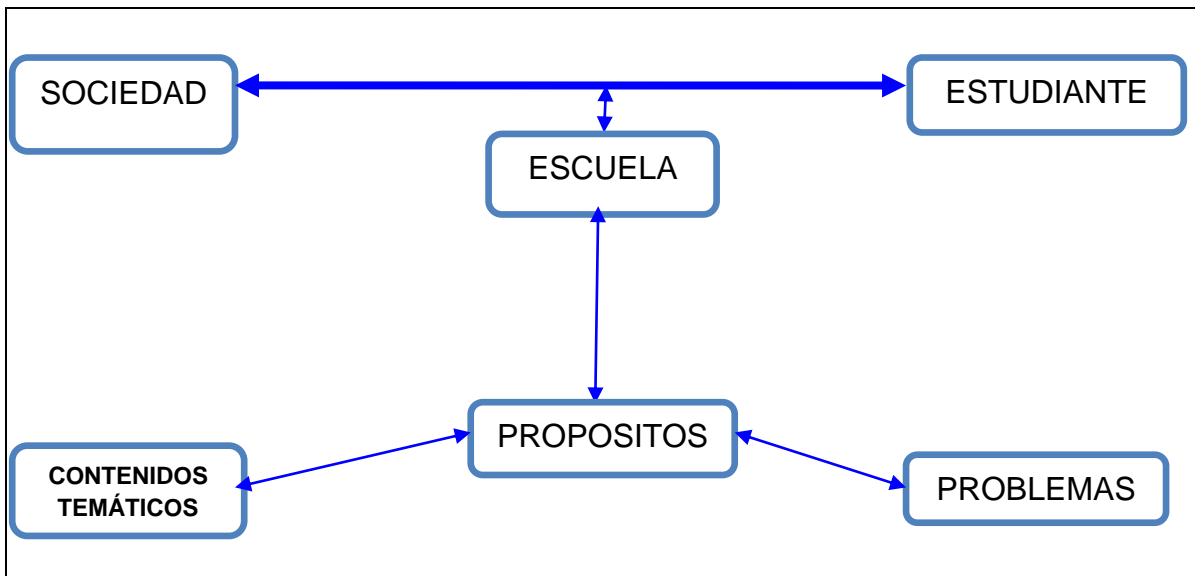 SOCIEDAD
ESTUDIANTE
ESCUELA
PROPOSITOS
CONTENIDOS
TEMÁTICOS
PROBLEMAS